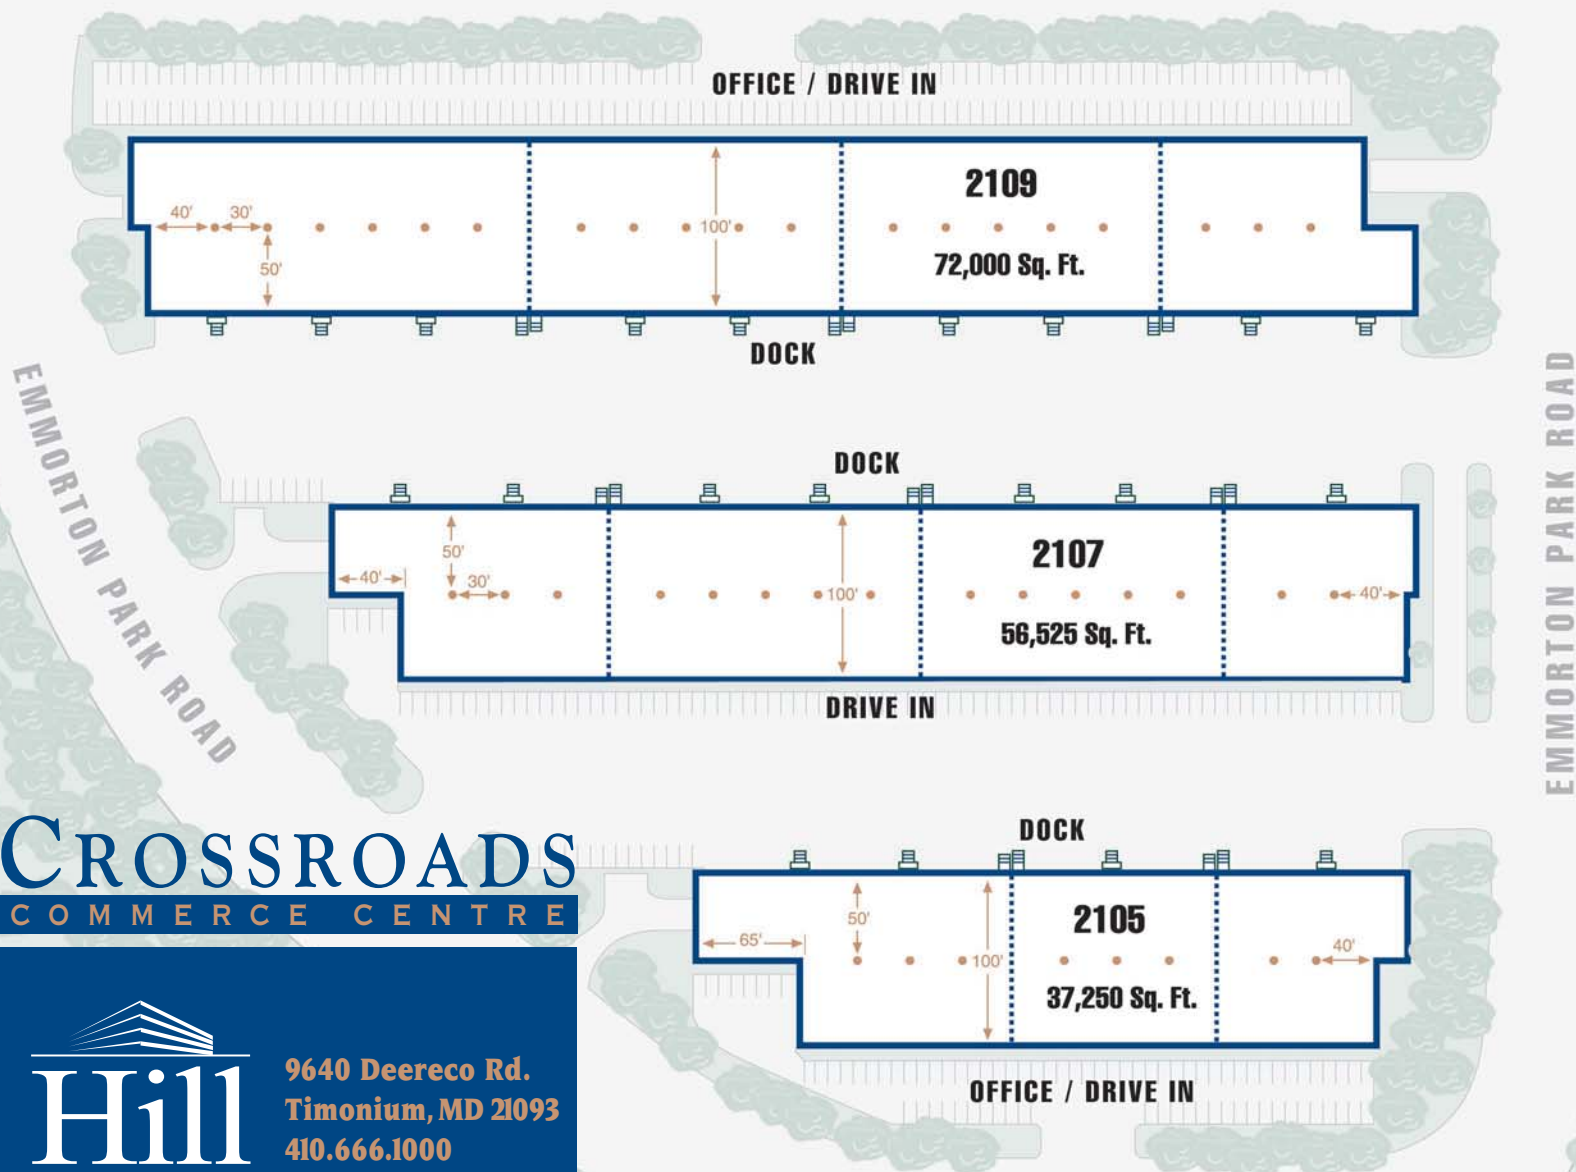 OFFICE / DRIVE IN
2109
40' 30'
100'
50'
72,000 Sq. Ft.
DOCK
EMMORTON PARK ROAD
EMMORTON PARK ROAD
DOCK
50'
2107
40' 30'
100'
40'
56,525 Sq. Ft.
DRIVE IN
CROSSROADS
COMMERCE CENTRE
DOCK
50'
2105
65'
100'
40'
37,250 Sq. Ft.
OFFICE / DRIVE IN
Hill
9640 Deereco Rd.
Timonium, MD 21093
410.666.1000